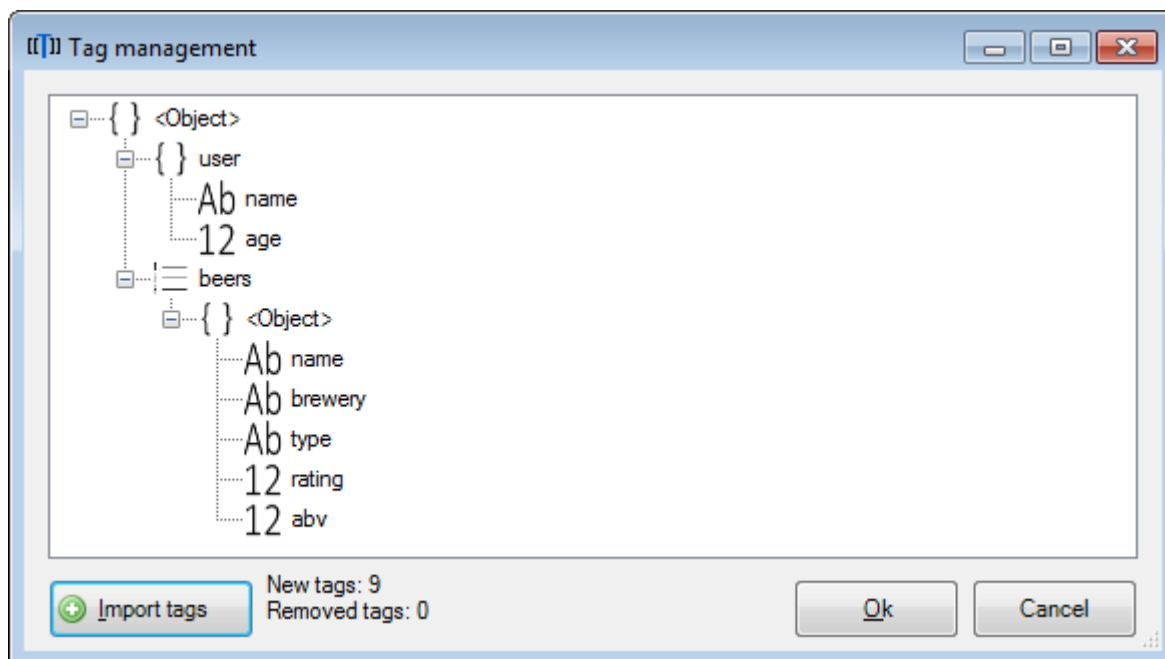 [[T]] Tag management
{ } <Object>
{ } user
Ab name
12 age
beers
{ } <Object>
Ab name
Ab brewery
Ab type
12 rating
12 abv
Import tags
New tags: 9
Removed tags: 0
Ok
Cancel